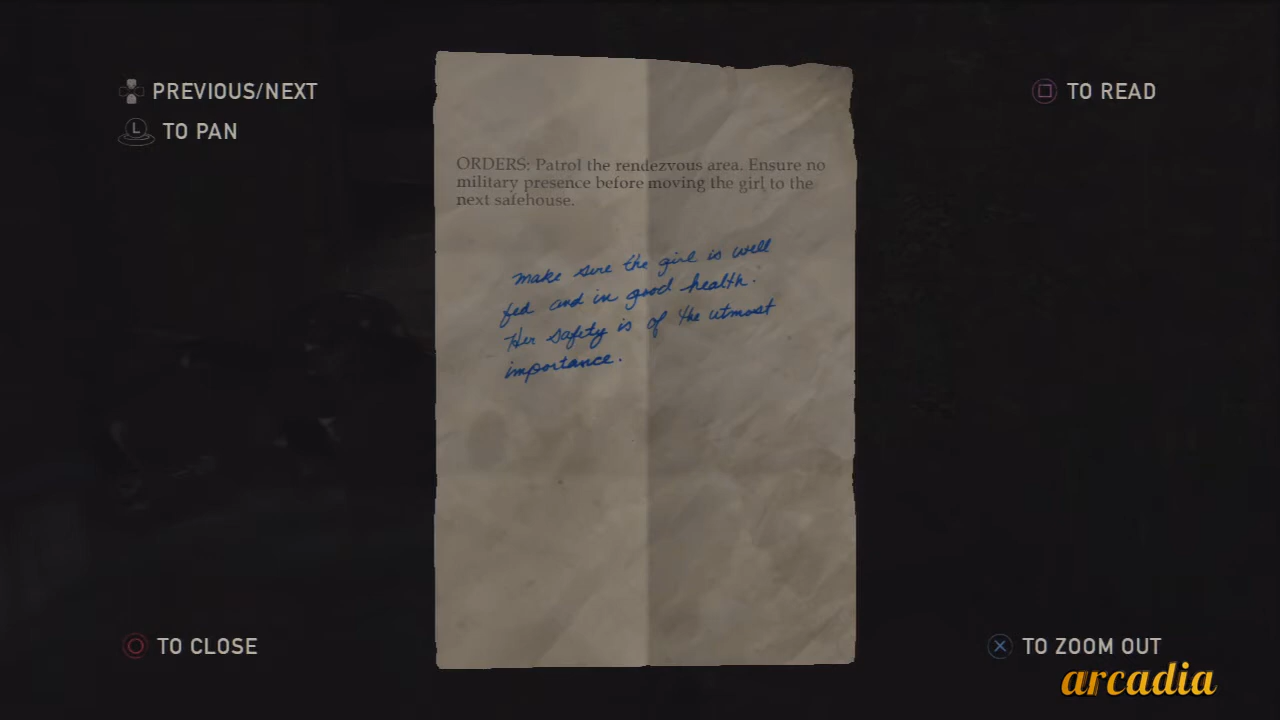 PREVIOUS/NEXT
L TO PAN
TO READ
ORDERS: Patrol the rendezvous area. Ensure no
military presence before moving the girl to the
next safehouse.
make sure the girl is well
fed and in good health.
Her safety is of the utmost
importance.
TO CLOSE
TO ZOOM OUT
arcadia